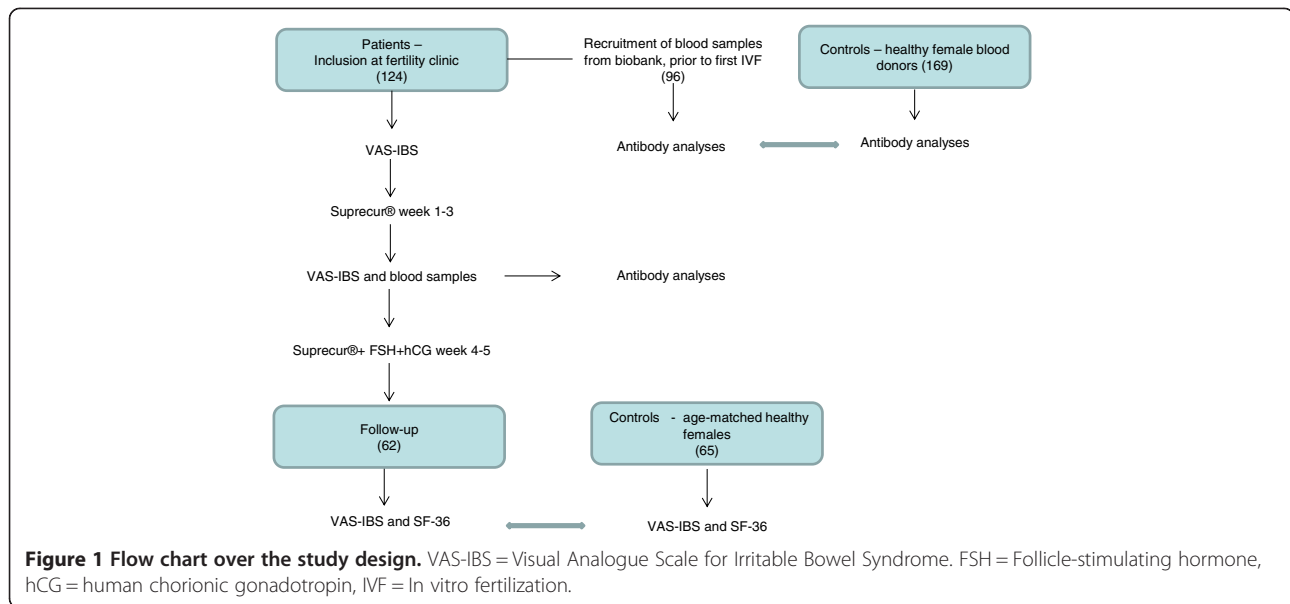 Patients –
Inclusion at fertility clinic
(124)
Recruitment of blood samples
from biobank, prior to first IVF
(96)
Controls – healthy female blood
donors (169)
VAS-IBS
Antibody analyses
Antibody analyses
Suprecur® week 1-3
VAS-IBS and blood samples
Antibody analyses
Suprecur®+ FSH+hCG week 4-5
Follow-up
(62)
Controls - age-matched healthy
females
(65)
VAS-IBS and SF-36
VAS-IBS and SF-36
Figure 1 Flow chart over the study design. VAS-IBS = Visual Analogue Scale for Irritable Bowel Syndrome. FSH = Follicle-stimulating hormone,
hCG = human chorionic gonadotropin, IVF = In vitro fertilization.